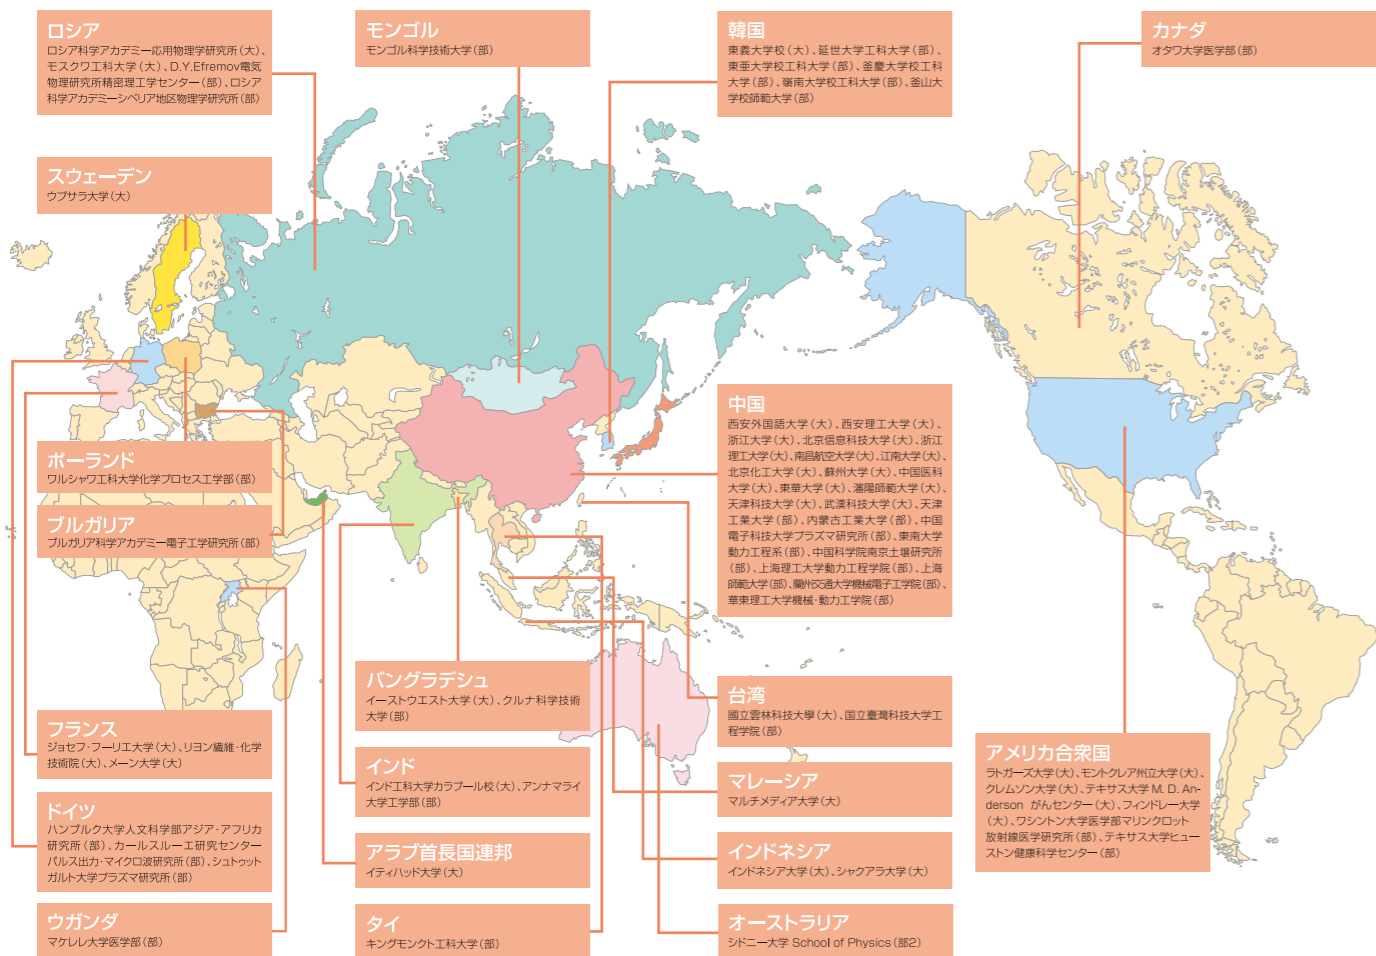 ロシア
ロシア科学アカデミー応用物理学研究所(大)、
モスクワ工科大学(大)、D.Y.Efremov電気
物理研究所精密理工学センター(部)、ロシア
科学アカデミーシベリア地区物理学研究所(部)
モンゴル
モンゴル科学技術大学(部)
韓国
東義大学校(大)、延世大学工科大学(部)、
東亜大学校工科大学(部)、釜慶大学校工科
大学(部)、嶺南大学校工科大学(部)、釜山大
学校師範大学(部)
カナダ
オタワ大学医学部(部)
スウェーデン
ウプサラ大学(大)
ポーランド
ワルシャワ工科大学化学プロセス工学部(部)
ブルガリア
ブルガリア科学アカデミー電子工学研究所(部)
中国
西安外国語大学(大)、西安理工大学(大)、
浙江大学(大)、北京信息科技大学(大)、浙江
理工大学(大)、南昌航空大学(大)、江南大学(大)、
北京化工大学(大)、蘇州大学(大)、中国医科
大学(大)、東華大学(大)、瀋陽師範大学(大)、
天津科技大学(大)、武漢科技大学(大)、天津
工業大学(部)、内蒙古工業大学(部)、中国
電子科技大学プラズマ研究所(部)、東南大学
動力工程系(部)、中国科学院南京土壌研究所
(部)、上海理工大学動力工程学院(部)、上海
師範大学(部)、蘭州交通大学機械電子工学院(部)、
華東理工大学機械・動力工学院(部)
フランス
ジョセフ・フーリエ大学(大)、リヨン繊維・化学
技術院(大)、メーン大学(大)
ドイツ
ハンブルク大学人文科学部アジア・アフリカ
研究所(部)、カールスルーエ研究センター
パルス出力・マイクロ波研究所(部)、シュトゥット
ガルト大学プラズマ研究所(部)
ウガンダ
マケレレ大学医学部(部)
バングラデシュ
イーストウエスト大学(大)、クルナ科学技術
大学(部)
インド
インド工科大学カラプール校(大)、アンナマライ
大学工学部(部)
アラブ首長国連邦
イティハッド大学(大)
タイ
キングモンクト工科大学(部)
台湾
國立雲林科技大學(大)、国立臺灣科技大学工
程学院(部)
マレーシア
マルチメディア大学(大)
インドネシア
インドネシア大学(大)、シャクアラ大学(大)
オーストラリア
シドニー大学 School of Physics(部2)
アメリカ合衆国
ラトガーズ大学(大)、モントクレア州立大学(大)、
クレムソン大学(大)、テキサス大学 M. D. An-
derson がんセンター(大)、フィンドレー大学
(大)、ワシントン大学医学部マリンクロット
放射線医学研究所(部)、テキサス大学ヒュー
ストン健康科学センター(部)